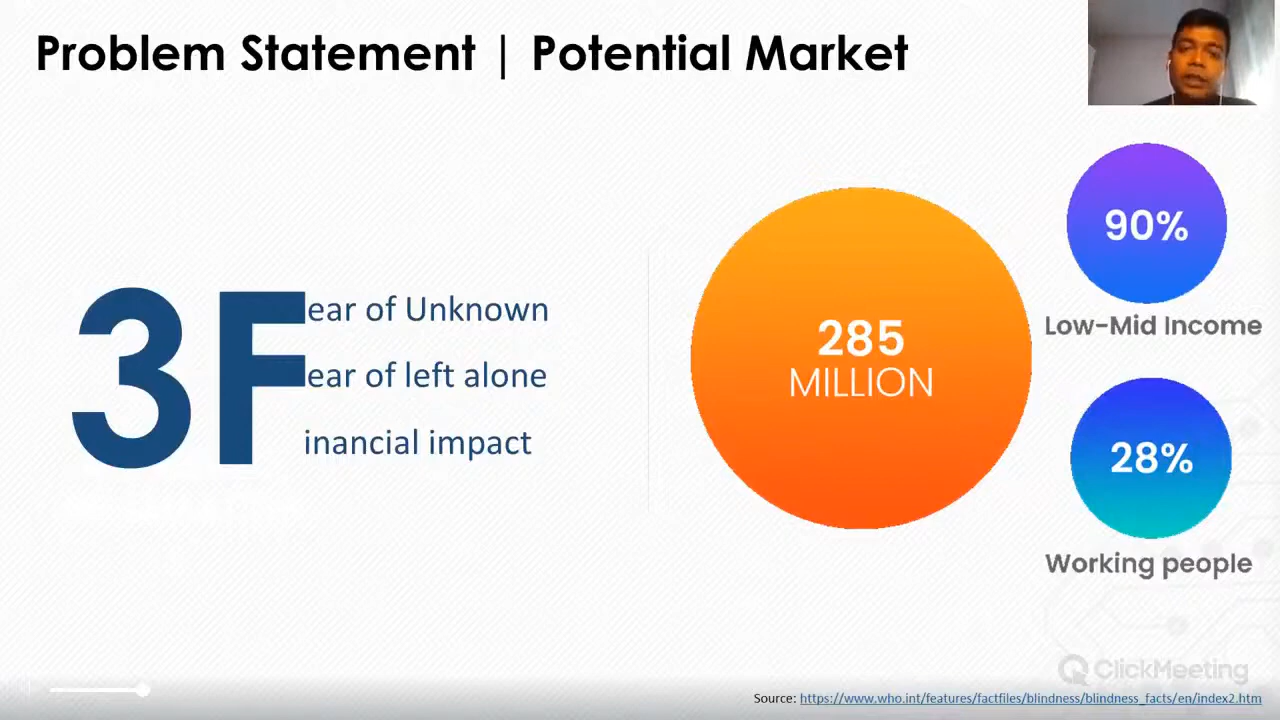 Problem Statement | Potential Market
3F
ear of Unknown
ear of left alone
inancial impact
285
MILLION
90%
Low-Mid Income
28%
Working people
ClickMeeting
Source: https://www.who.int/features/factfiles/blindness/blindness_facts/en/index2.htm